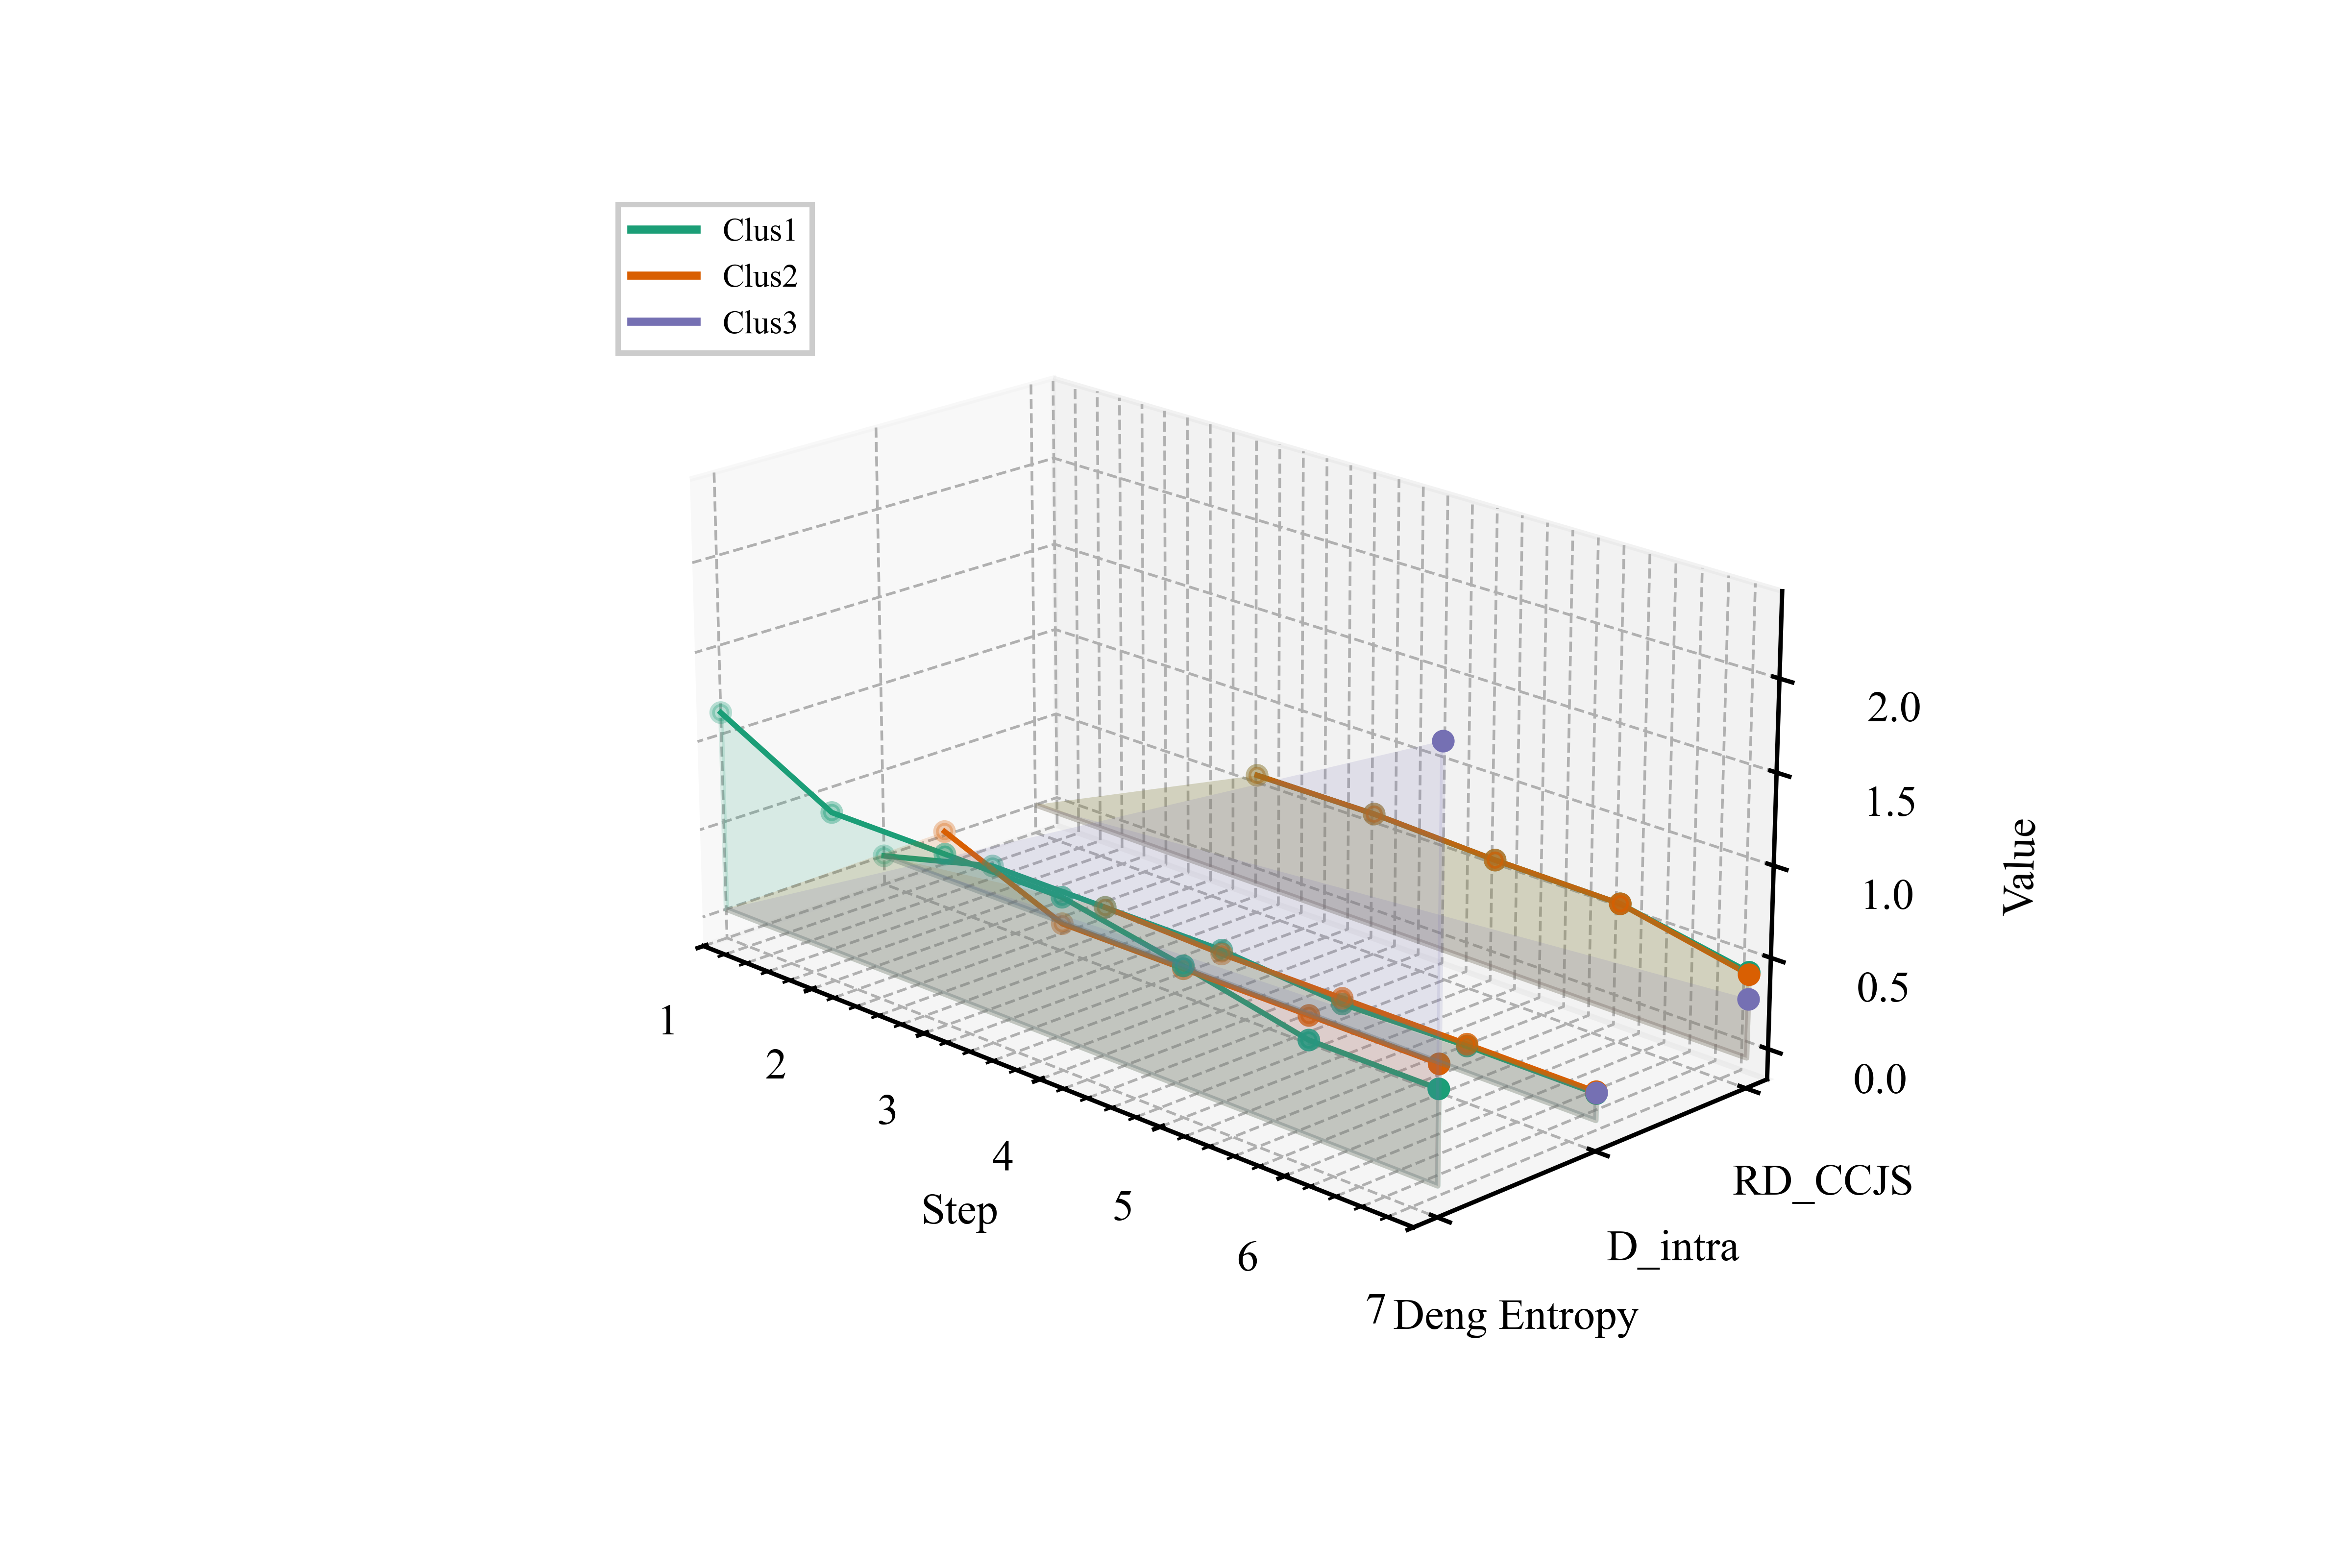 Clus1
Clus2
Clus3
2.0
1.5
1.0
0.5
0.0
Value
1
2
3
4
5
6
7
Step
RD_CCJS
D_intra
Deng Entropy